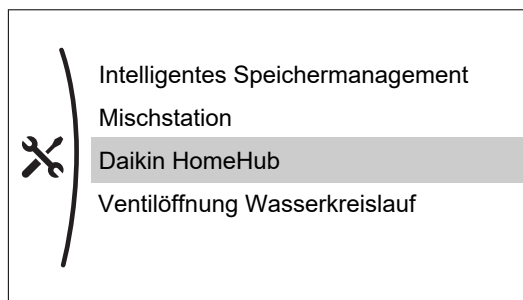 Intelligentes Speichermanagement
Mischstation
Daikin HomeHub
Ventilöffnung Wasserkreislauf